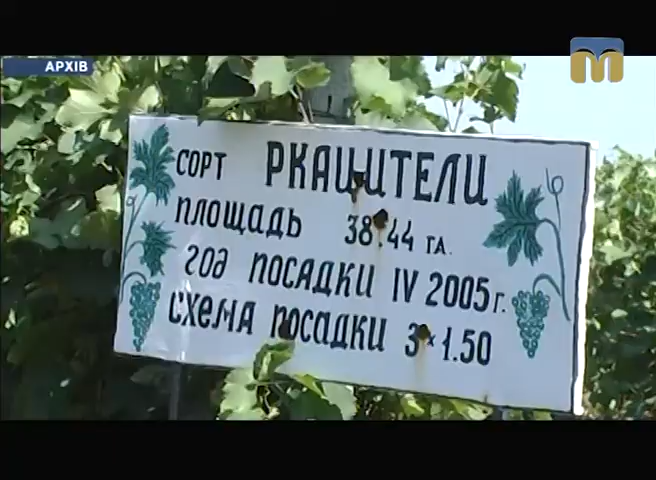 АРХІВ
СОРТ РКАЦИТЕЛИ
ПЛОЩАДЬ 38.44 ГА.
ГОД ПОСАДКИ IV 2005г.
СХЕМА ПОСАДКИ 3×1.50